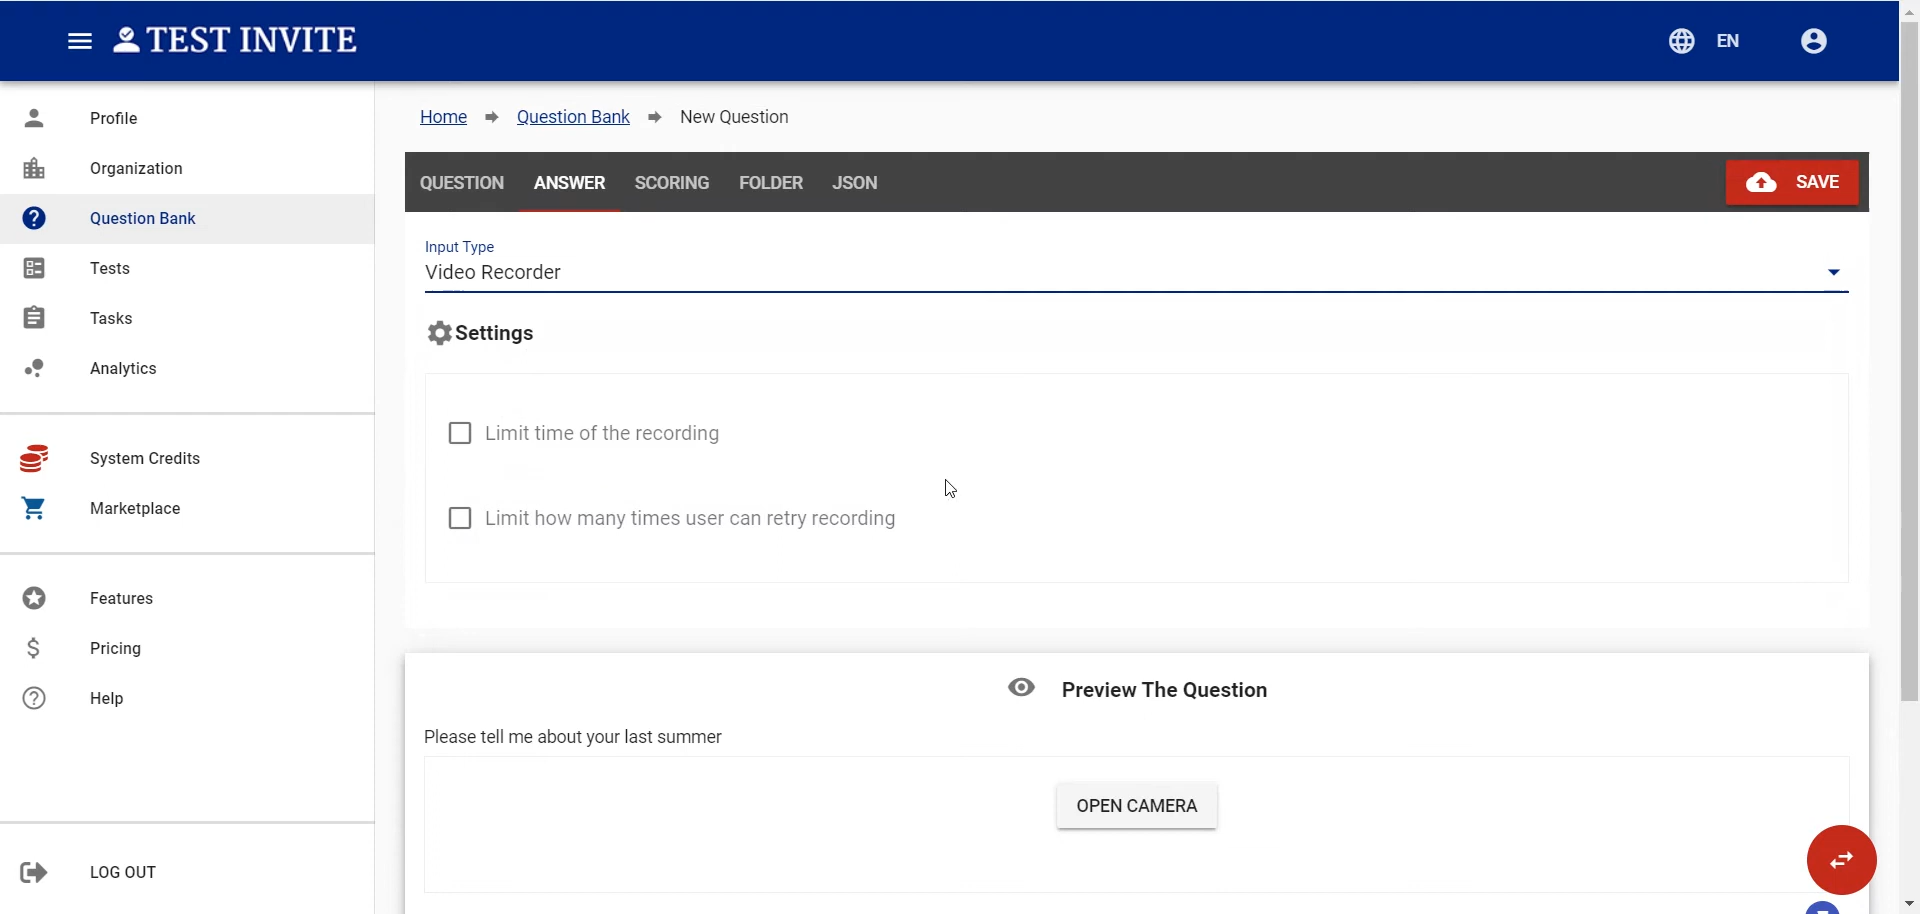 TEST INVITE
EN
Profile
Organization
Question Bank
Tests
Tasks
Analytics
System Credits
Marketplace
Features
Pricing
Help
LOG OUT
Home Question Bank New Question
QUESTION ANSWER SCORING FOLDER JSON SAVE
Input Type
Video Recorder
Settings
Limit time of the recording
Limit how many times user can retry recording
Preview The Question
Please tell me about your last summer
OPEN CAMERA